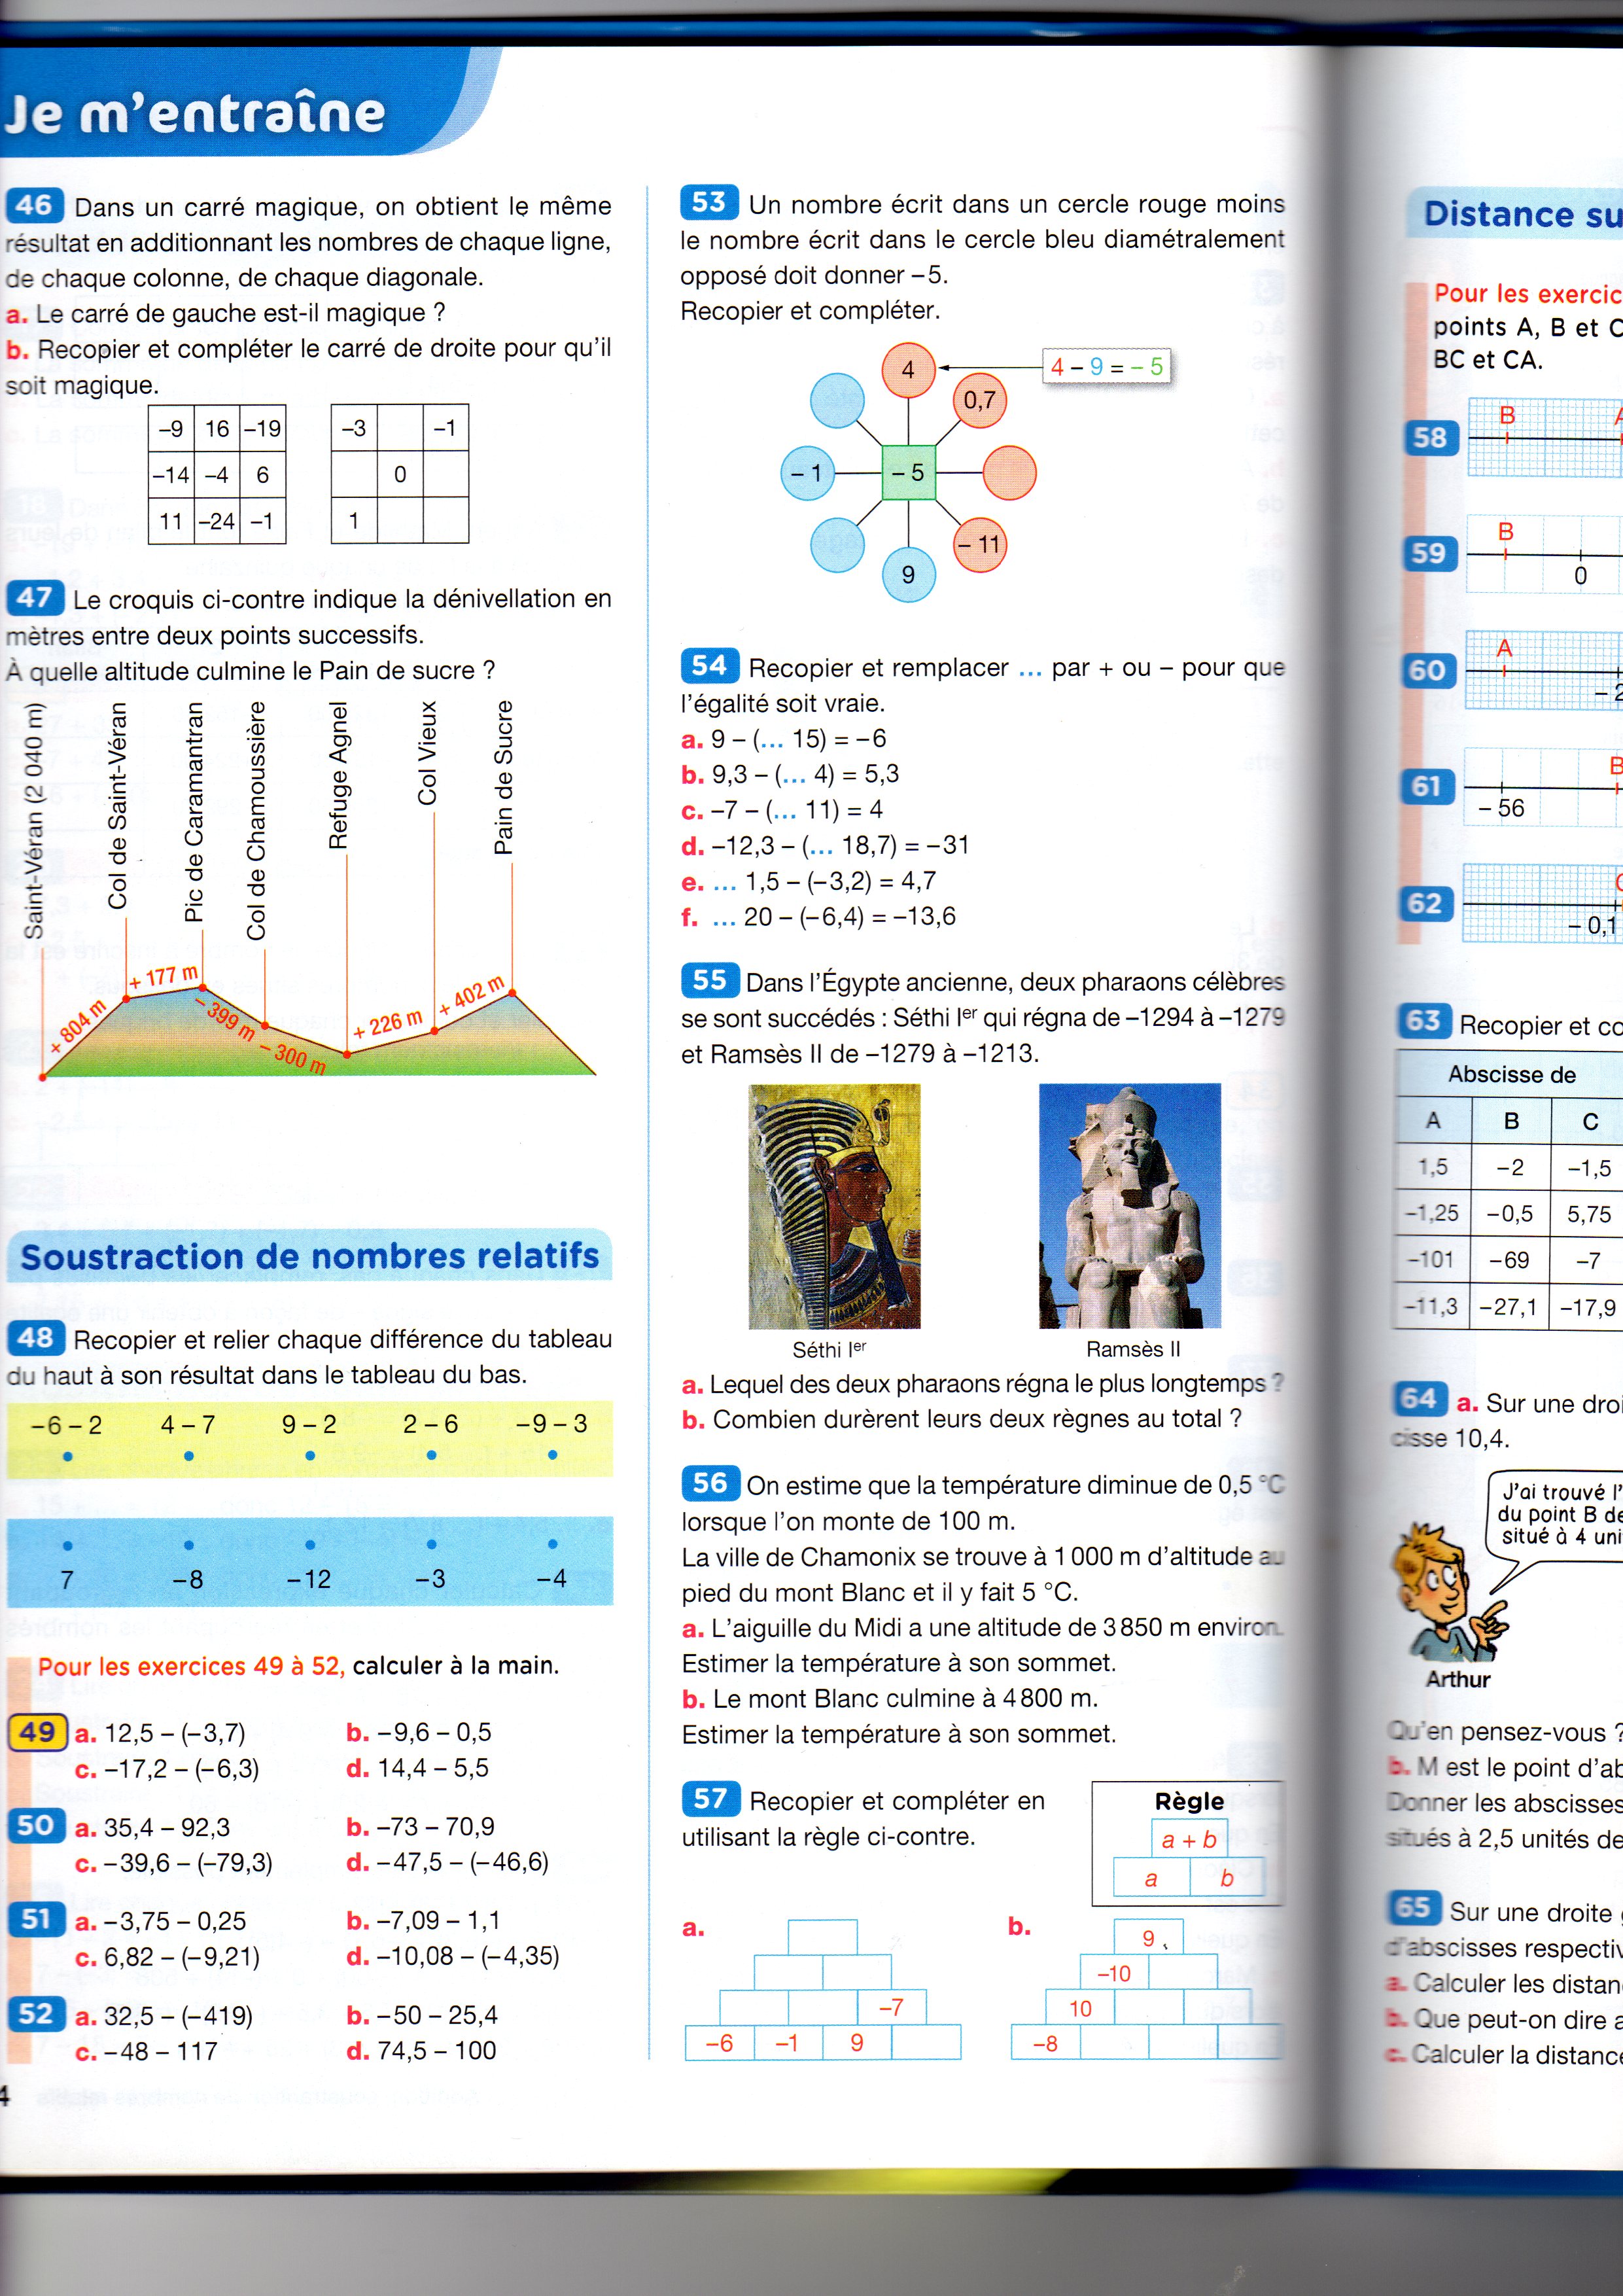 Je m'entraîne
46 Dans un carré magique, on obtient le même
résultat en additionnant les nombres de chaque ligne,
de chaque colonne, de chaque diagonale.
a. Le carré de gauche est-il magique ?
b. Recopier et compléter le carré de droite pour qu'il
soit magique.
–9 16 –19
–14 –4 6
11 –24 –1
–3 –1
0
1
47 Le croquis ci-contre indique la dénivellation en
mètres entre deux points successifs.
À quelle altitude culmine le Pain de sucre ?
Saint-Véran (2 040 m)
Col de Saint-Véran
Pic de Caramantran
Col de Chamoussière
Refuge Agnel
Col Vieux
Pain de Sucre
+ 804 m
+ 177 m
– 399 m
– 300 m
+ 226 m
+ 402 m
Soustraction de nombres relatifs
48 Recopier et relier chaque différence du tableau
du haut à son résultat dans le tableau du bas.
–6 – 2 4 – 7 9 – 2 2 – 6 –9 – 3
7 –8 –12 –3 –4
Pour les exercices 49 à 52, calculer à la main.
49 a. 12,5 – (–3,7) b. –9,6 – 0,5
c. –17,2 – (–6,3) d. 14,4 – 5,5
50 a. 35,4 – 92,3 b. –73 – 70,9
c. –39,6 – (–79,3) d. –47,5 – (–46,6)
51 a. –3,75 – 0,25 b. –7,09 – 1,1
c. 6,82 – (–9,21) d. –10,08 – (–4,35)
52 a. 32,5 – (–419) b. –50 – 25,4
c. –48 – 117 d. 74,5 – 100
4
53 Un nombre écrit dans un cercle rouge moins
le nombre écrit dans le cercle bleu diamétralement
opposé doit donner –5.
Recopier et compléter.
4
4 – 9 = – 5
0,7
– 1
– 5
– 11
9
54 Recopier et remplacer ... par + ou – pour que
l'égalité soit vraie.
a. 9 – (... 15) = –6
b. 9,3 – (... 4) = 5,3
c. –7 – (... 11) = 4
d. –12,3 – (... 18,7) = –31
e. ... 1,5 – (–3,2) = 4,7
f. ... 20 – (–6,4) = –13,6
55 Dans l'Égypte ancienne, deux pharaons célèbres
se sont succédés : Séthi Ier qui régna de –1294 à –1279
et Ramsès II de –1279 à –1213.
Séthi Ier Ramsès II
a. Lequel des deux pharaons régna le plus longtemps ?
b. Combien durèrent leurs deux règnes au total ?
56 On estime que la température diminue de 0,5 °C
lorsque l'on monte de 100 m.
La ville de Chamonix se trouve à 1 000 m d'altitude au
pied du mont Blanc et il y fait 5 °C.
a. L'aiguille du Midi a une altitude de 3 850 m environ.
Estimer la température à son sommet.
b. Le mont Blanc culmine à 4 800 m.
Estimer la température à son sommet.
57 Recopier et compléter en
utilisant la règle ci-contre.
Règle
a + b
a b
a.
–7
–6 –1 9
b.
9
–10
10
–8
Distance su
Pour les exercic
points A, B et C
BC et CA.
58 B A
59 B
0
60 A
– 2
61 B
– 56
62
– 0,1
63 Recopier et co
Abscisse de
A B C
1,5 –2 –1,5
–1,25 –0,5 5,75
–101 –69 –7
–11,3 –27,1 –17,9
64 a. Sur une droi
cisse 10,4.
J'ai trouvé l'
du point B de
situé à 4 uni
Arthur
Qu'en pensez-vous ?
b. M est le point d'ab
Donner les abscisses
situés à 2,5 unités de
65 Sur une droite g
d'abscisses respectiv
a. Calculer les distan
b. Que peut-on dire a
c. Calculer la distance